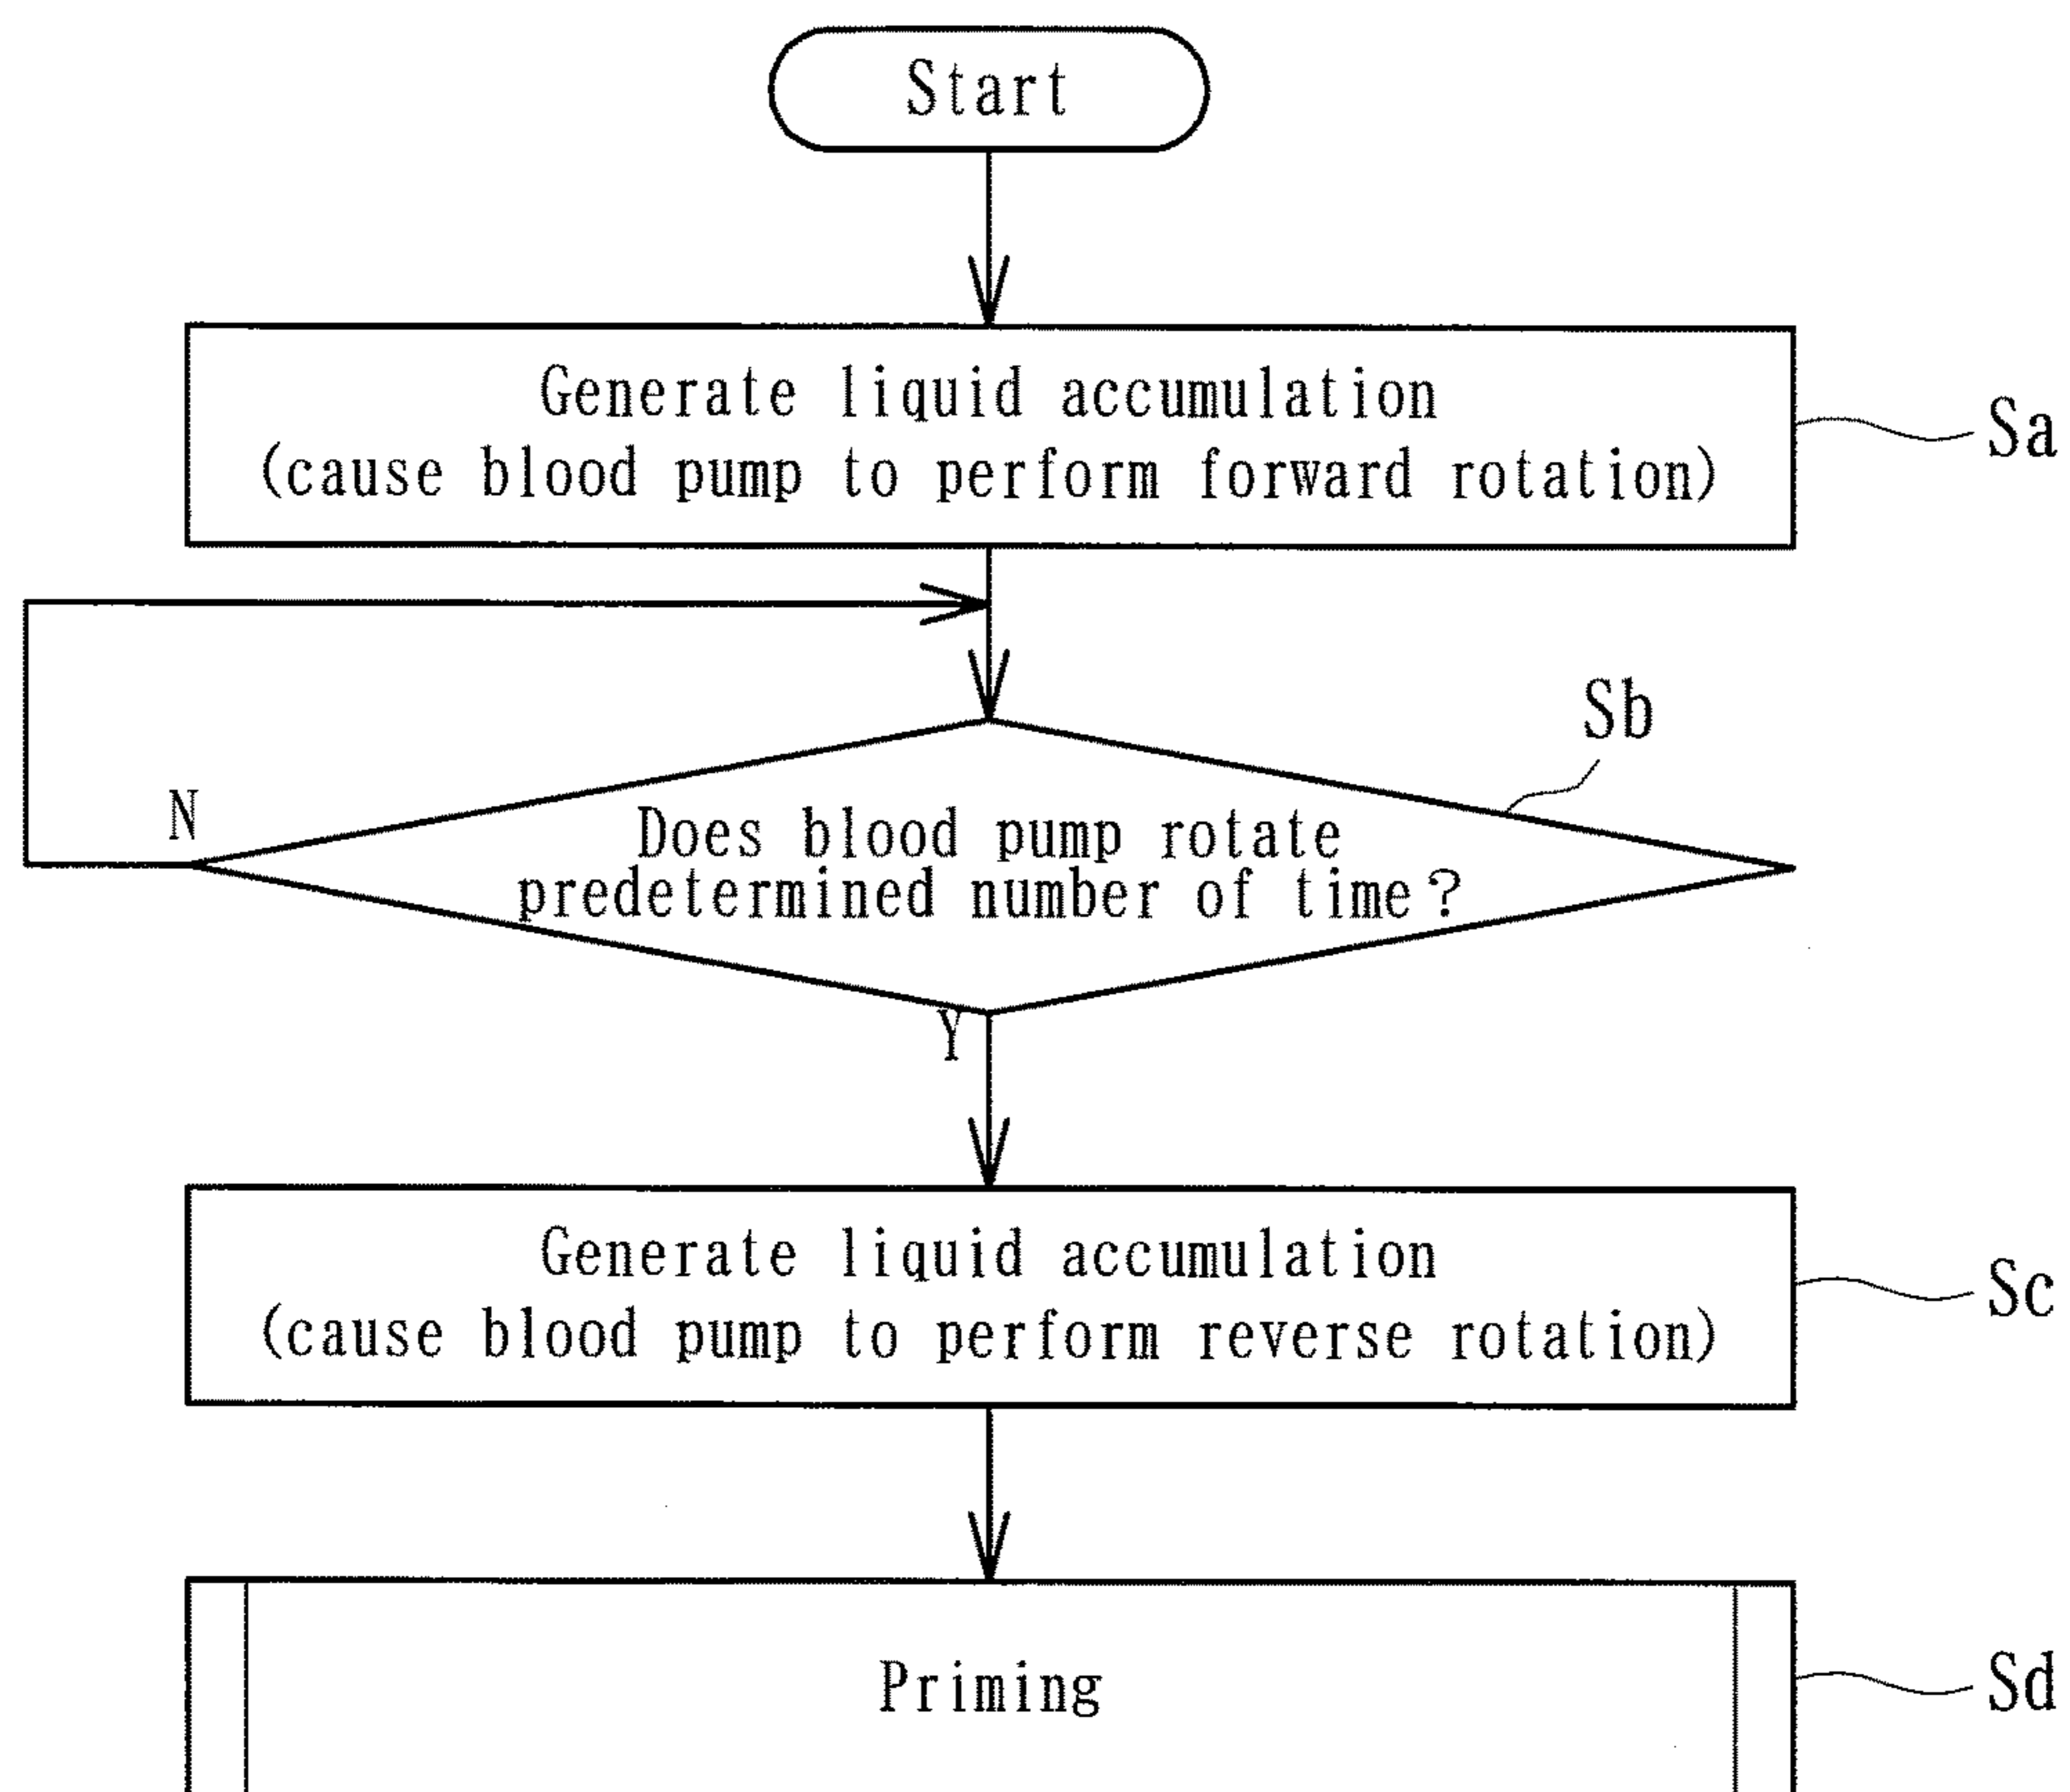 Start
Generate liquid accumulation
(cause blood pump to perform forward rotation)
Sa
Sb
N
Does blood pump rotate
predetermined number of time?
Y
Generate liquid accumulation
(cause blood pump to perform reverse rotation)
Sc
Priming
Sd